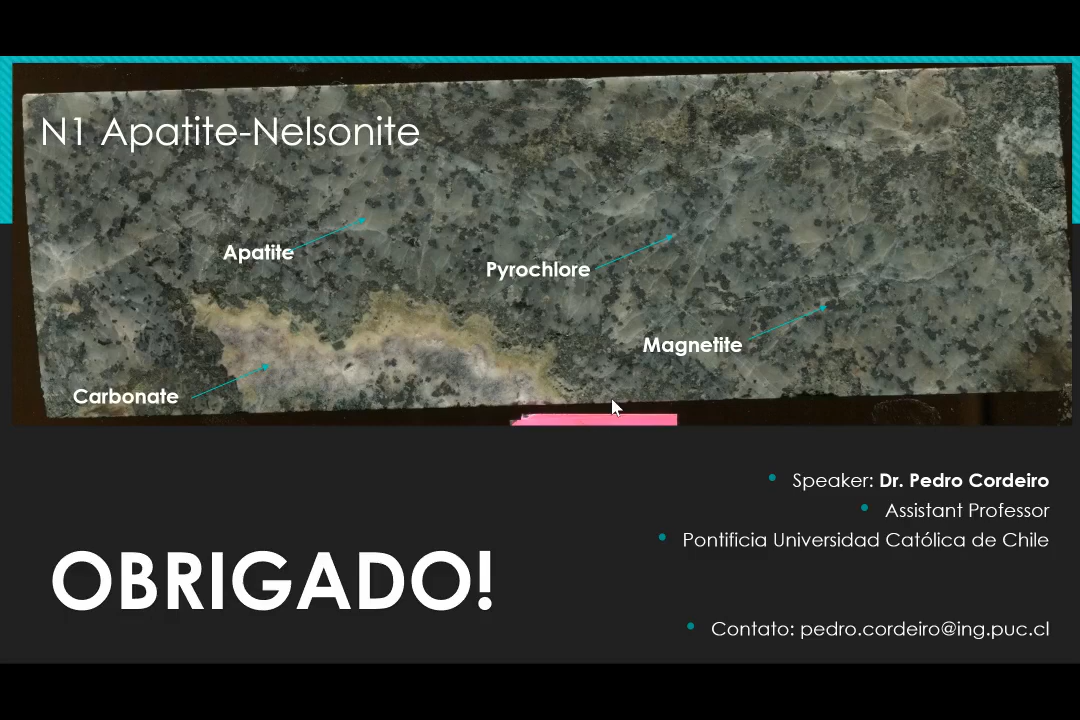 N1 Apatite-Nelsonite
Apatite
Pyrochlore
Magnetite
Carbonate
Speaker: Dr. Pedro Cordeiro
Assistant Professor
Pontificia Universidad Católica de Chile
OBRIGADO!
Contato: pedro.cordeiro@ing.puc.cl